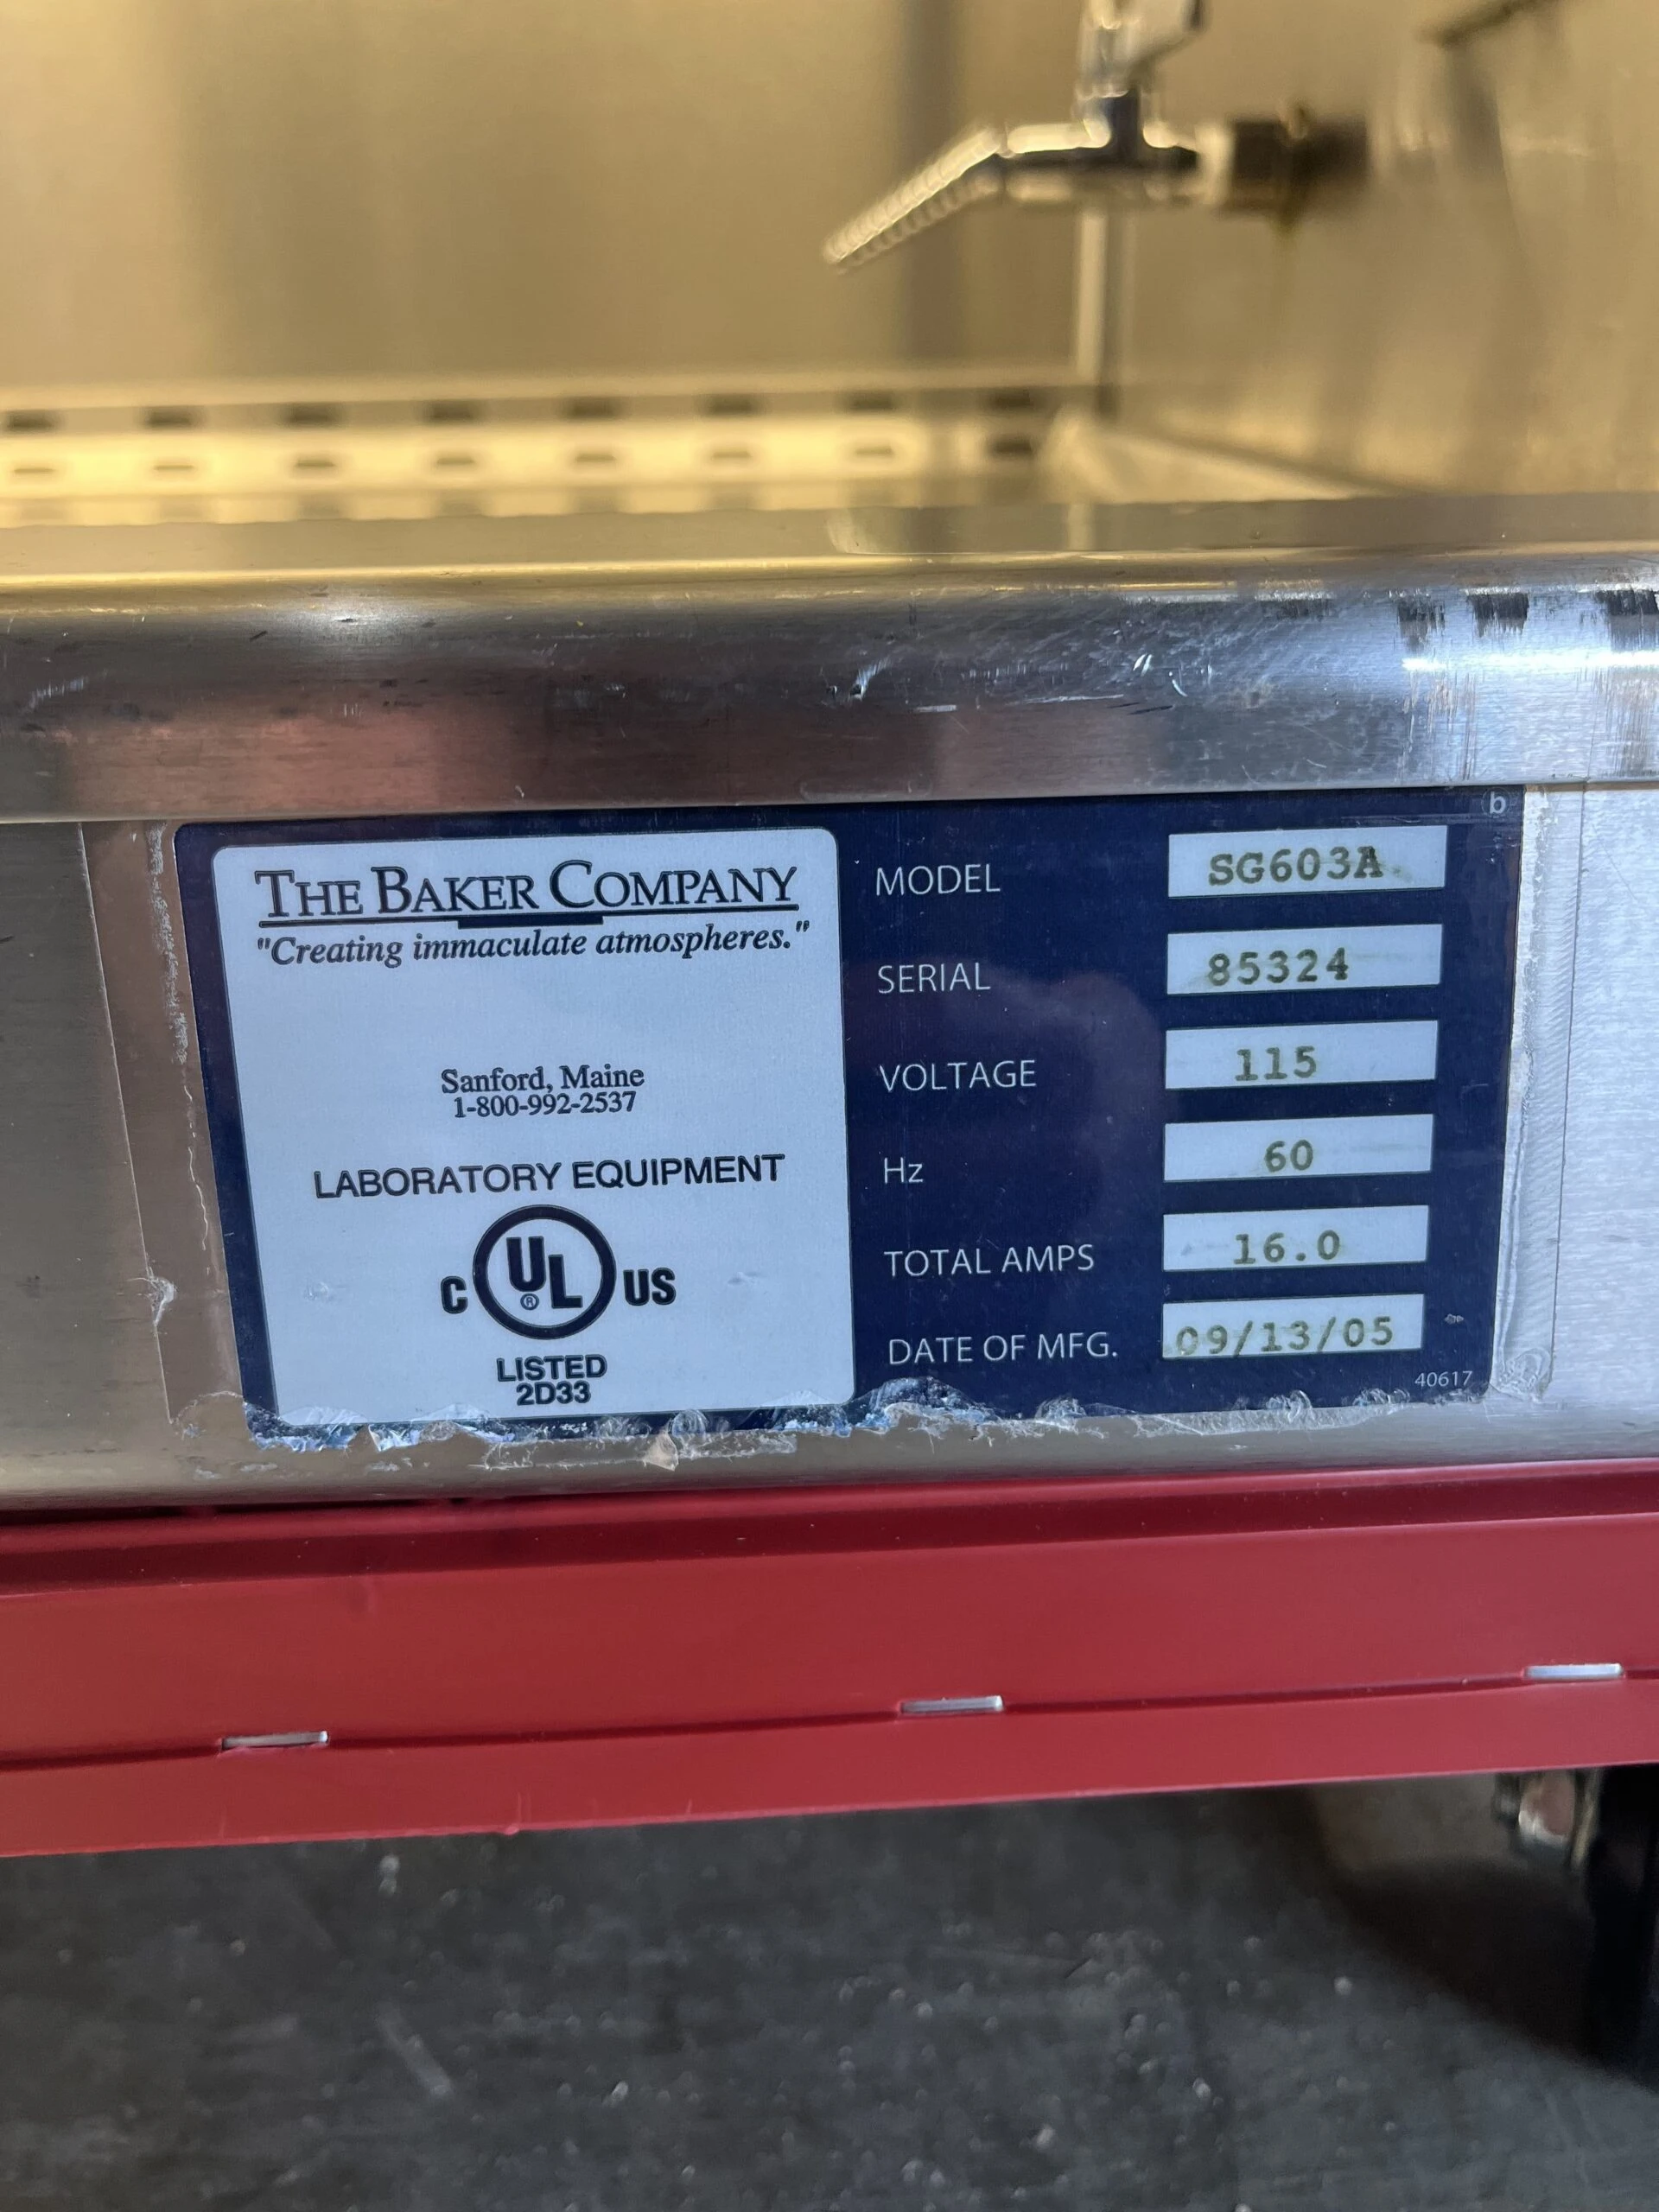 THE BAKER COMPANY
"Creating immaculate atmospheres."
Sanford, Maine
1-800-992-2537
LABORATORY EQUIPMENT
C UL ® US
LISTED
2D33
b
MODEL SG603A
SERIAL 85324
VOLTAGE 115
Hz 60
TOTAL AMPS 16.0
DATE OF MFG. 09/13/05
40617